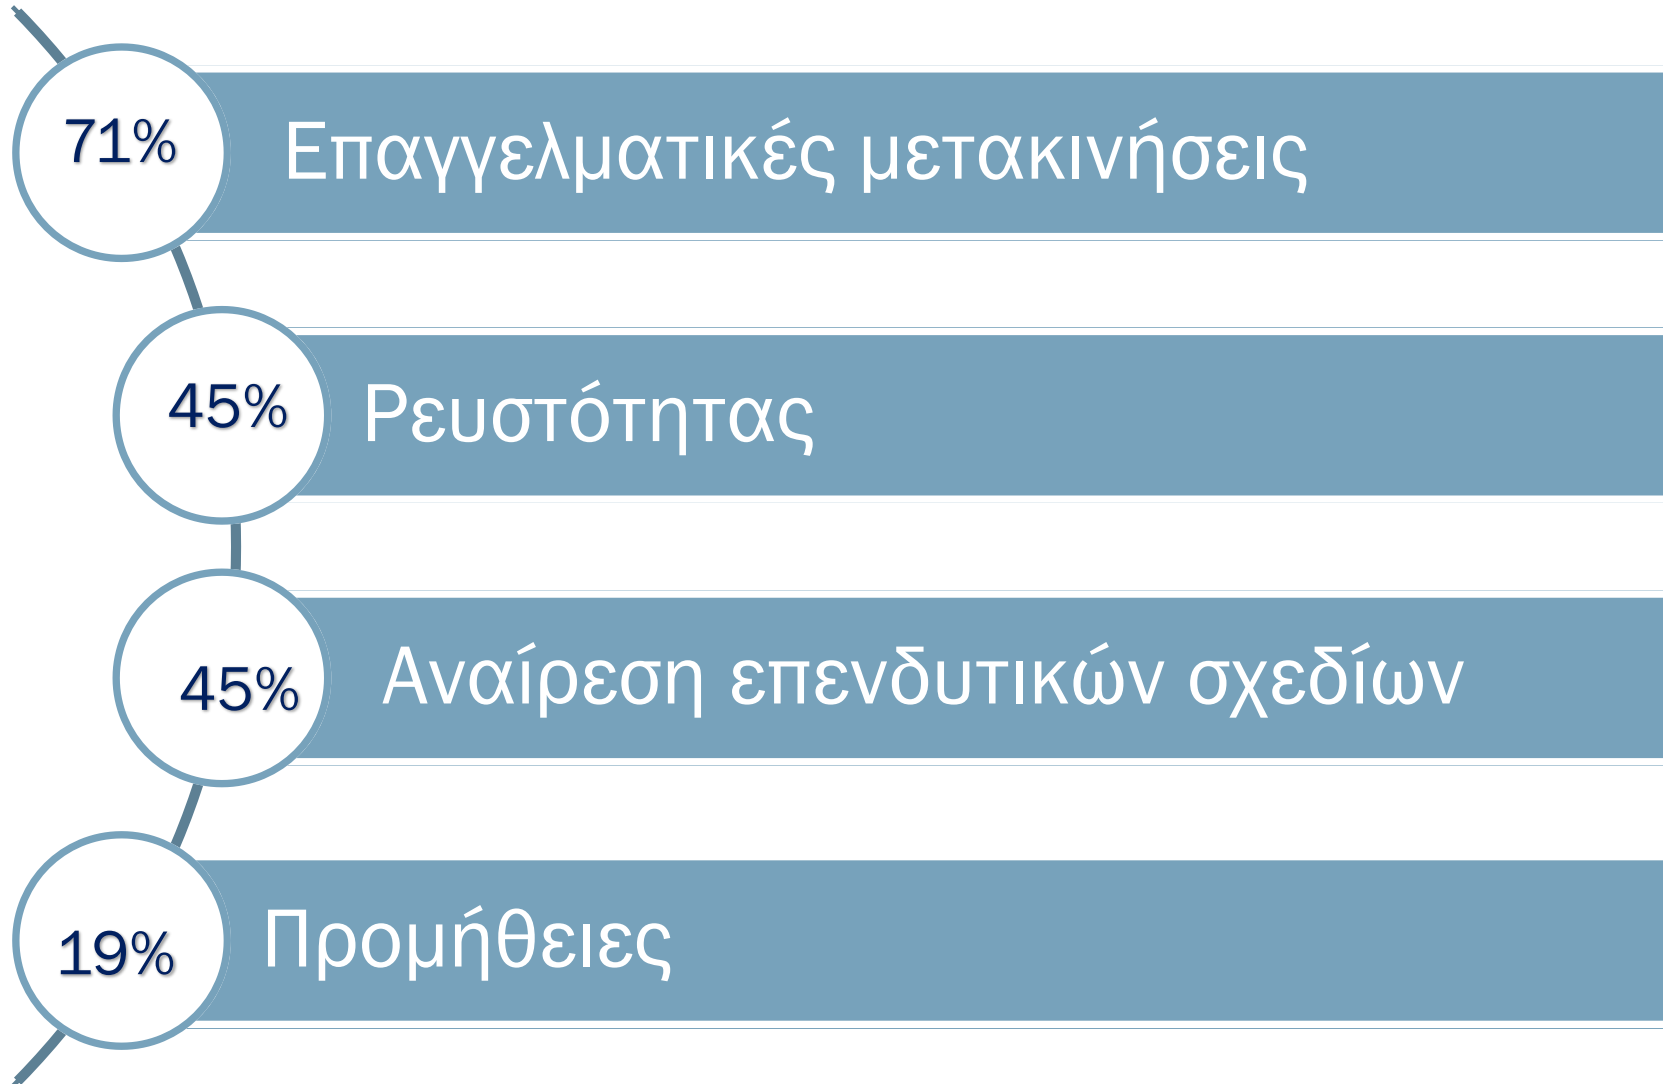 71%
Επαγγελματικές μετακινήσεις
45%
Ρευστότητας
45%
Αναίρεση επενδυτικών σχεδίων
19%
Προμήθειες